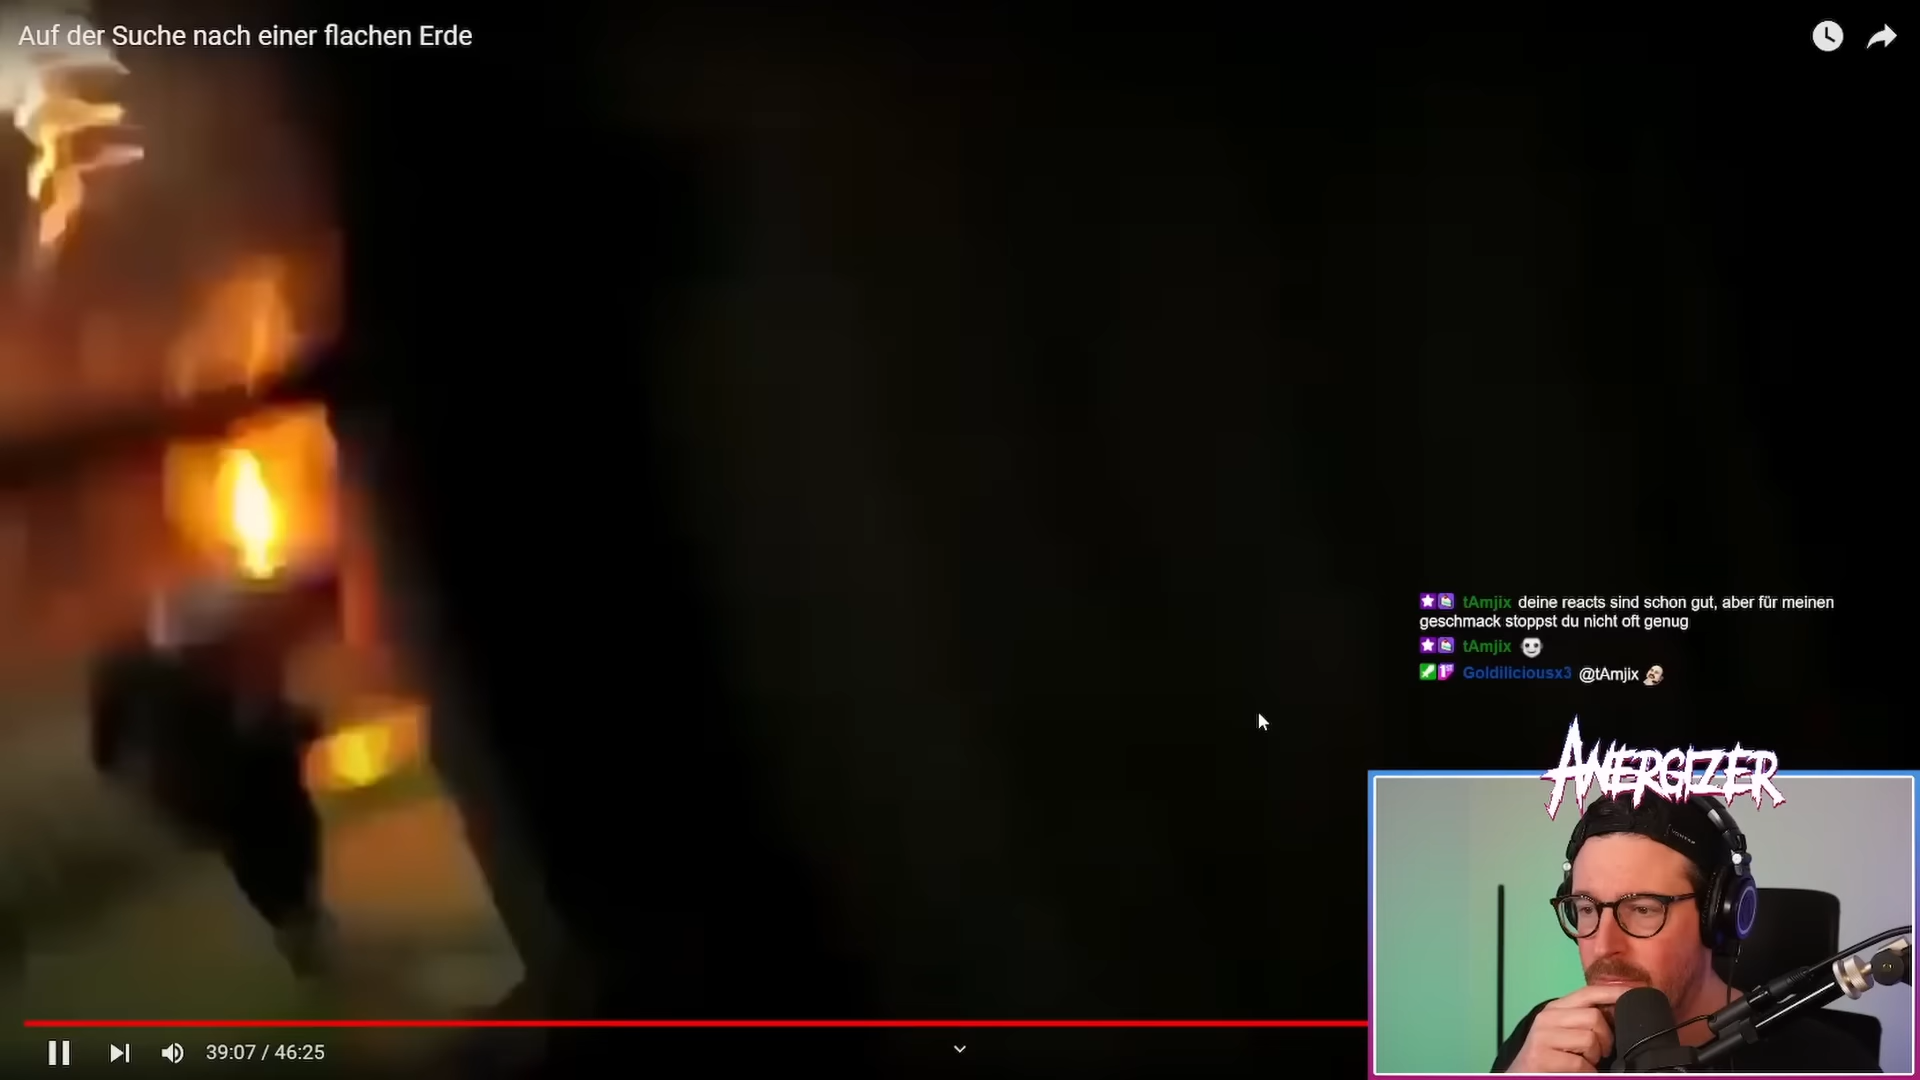 Auf der Suche nach einer flachen Erde
tAmjix deine reacts sind schon gut, aber für meinen
geschmack stoppst du nicht oft genug
tAmjix
Goldiliciousx3 @tAmjix
ANERGIZER
39:07 / 46:25